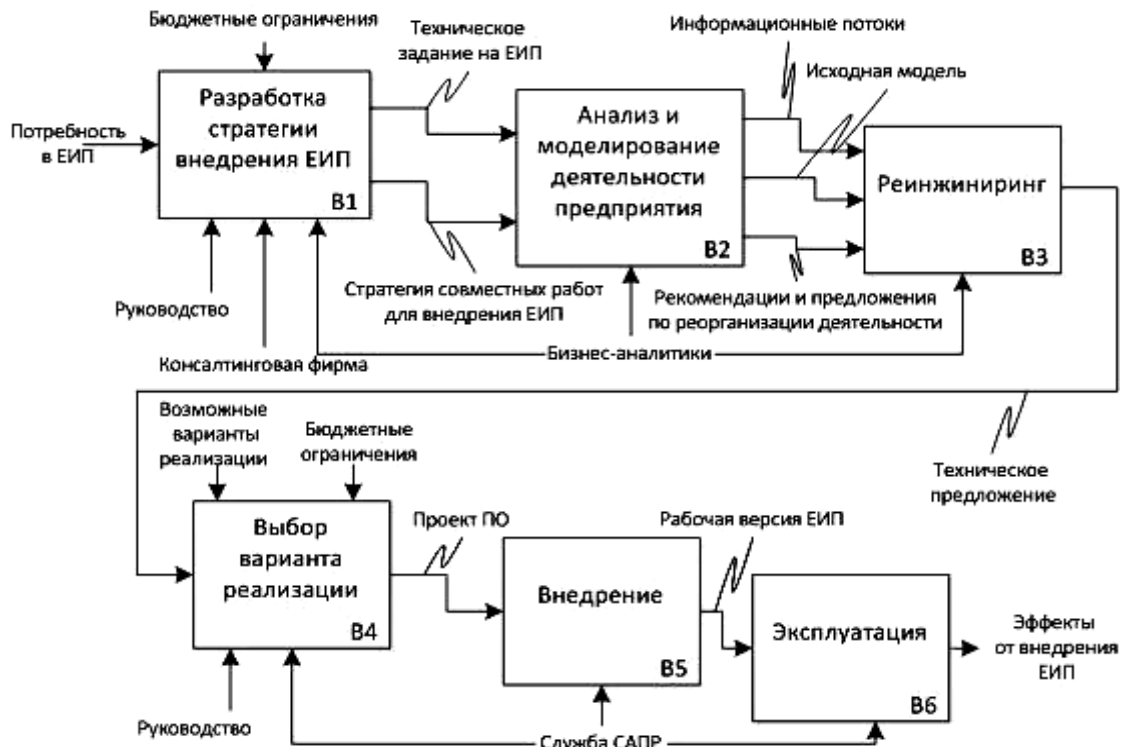 Бюджетные ограничения
Разработка
стратегии
внедрения ЕИП
B1
Потребность
в ЕИП
Руководство
Консалтинговая фирма
Техническое
задание на ЕИП
Стратегия совместных работ
для внедрения ЕИП
Анализ и
моделирование
деятельности
предприятия
B2
Информационные потоки
Исходная модель
Рекомендации и предложения
по реорганизации деятельности
Бизнес-аналитики
Реинжиниринг
B3
Техническое
предложение
Возможные
варианты
реализации
Бюджетные
ограничения
Выбор
варианта
реализации
B4
Руководство
Проект ПО
Внедрение
B5
Рабочая версия ЕИП
Эксплуатация
B6
Эффекты
от внедрения
ЕИП
Служба САПР